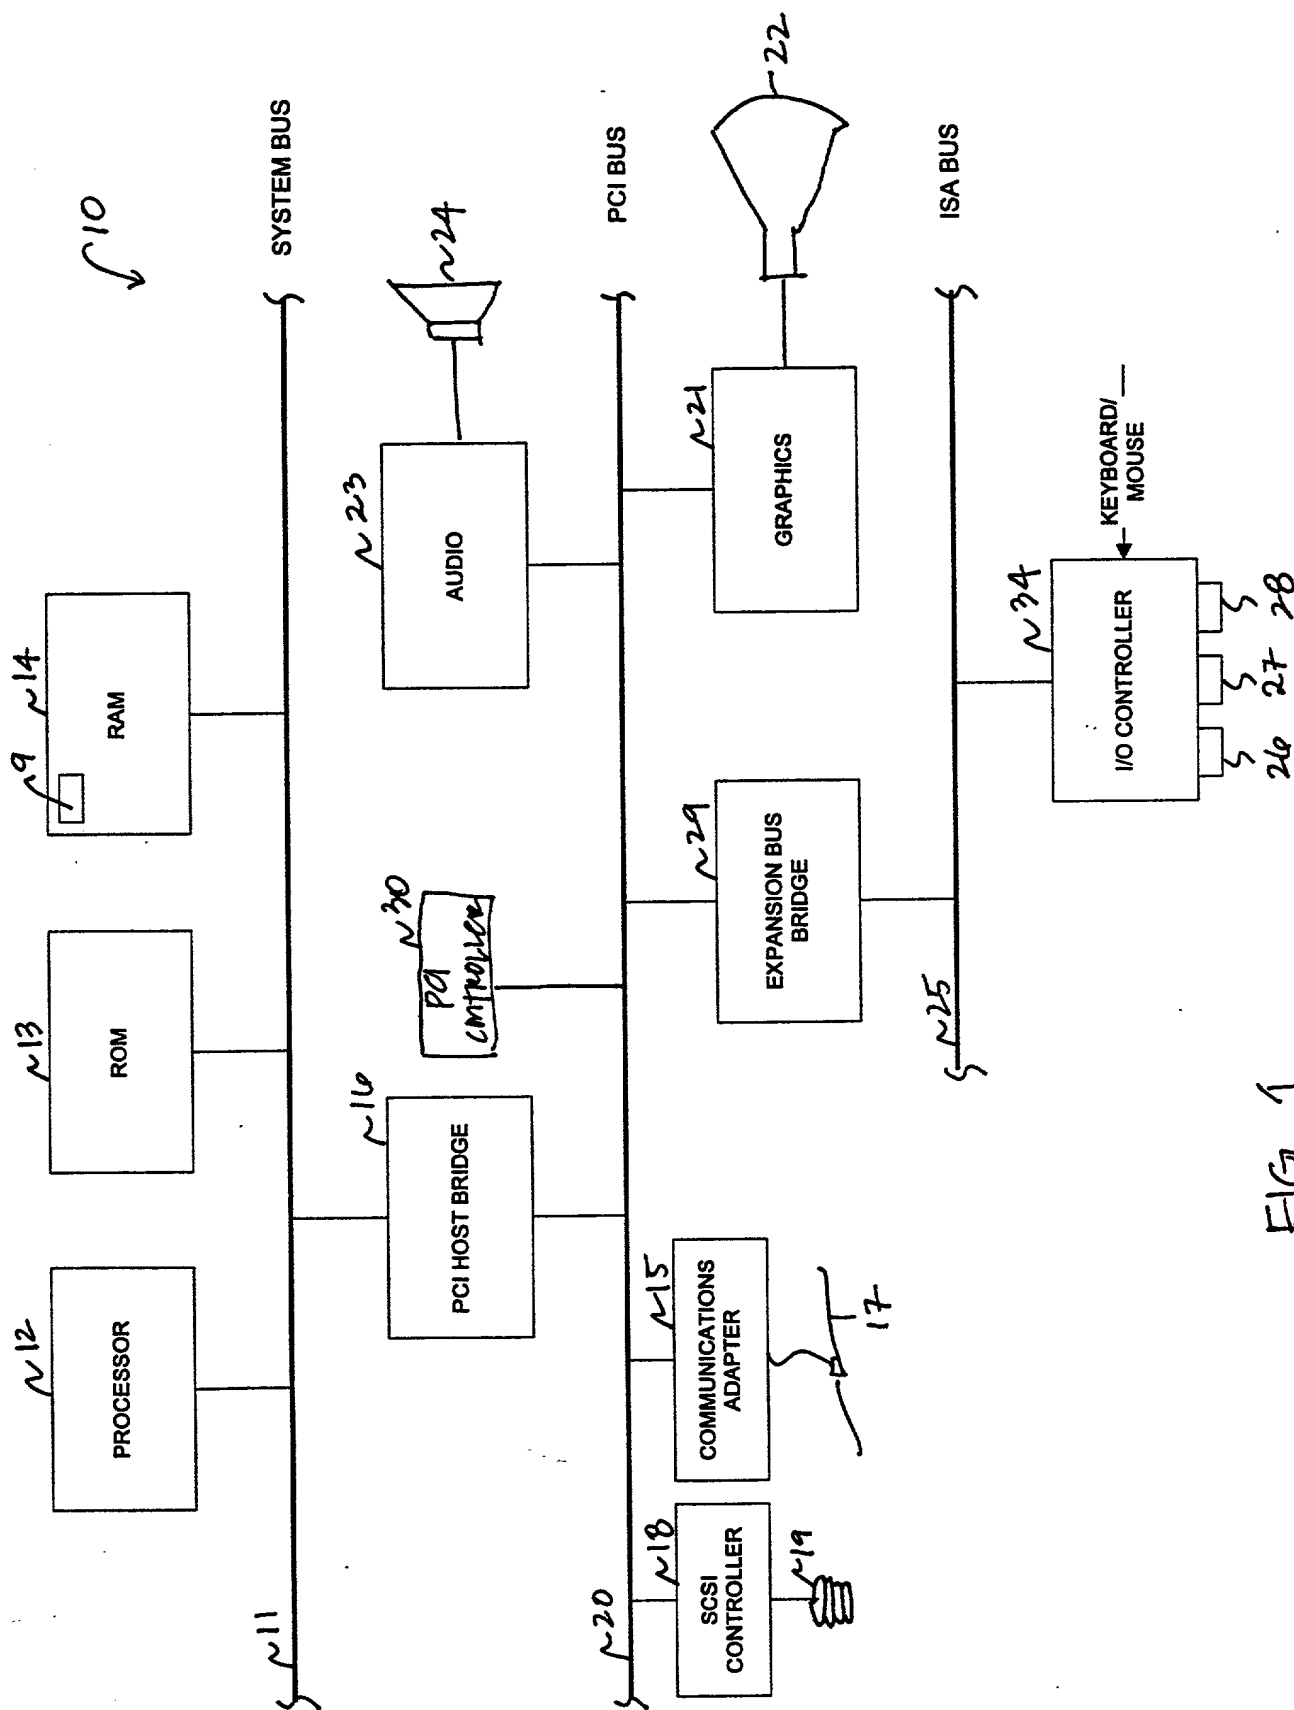 10
12
PROCESSOR
13
ROM
14
9
RAM
11
SYSTEM BUS
16
PCI HOST BRIDGE
30
PCI
CONTROLLER
23
AUDIO
24
20
PCI BUS
18
SCSI
CONTROLLER
19
15
COMMUNICATIONS
ADAPTER
17
29
EXPANSION BUS
BRIDGE
21
GRAPHICS
22
25
ISA BUS
34
I/O CONTROLLER
KEYBOARD/
MOUSE
26
27
28
FIG 1